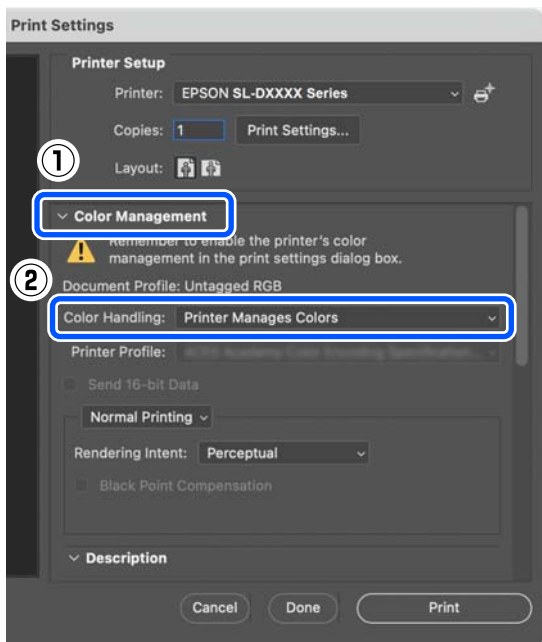 Print Settings
Printer Setup
Printer: EPSON SL-DXXXX Series
Copies: 1 Print Settings...
①
Layout:
Color Management
Remember to enable the printer's color
management in the print settings dialog box.
②
Document Profile: Untagged RGB
Color Handling: Printer Manages Colors
Printer Profile:
Send 16-bit Data
Normal Printing
Rendering Intent: Perceptual
Black Point Compensation
Description
Cancel Done Print